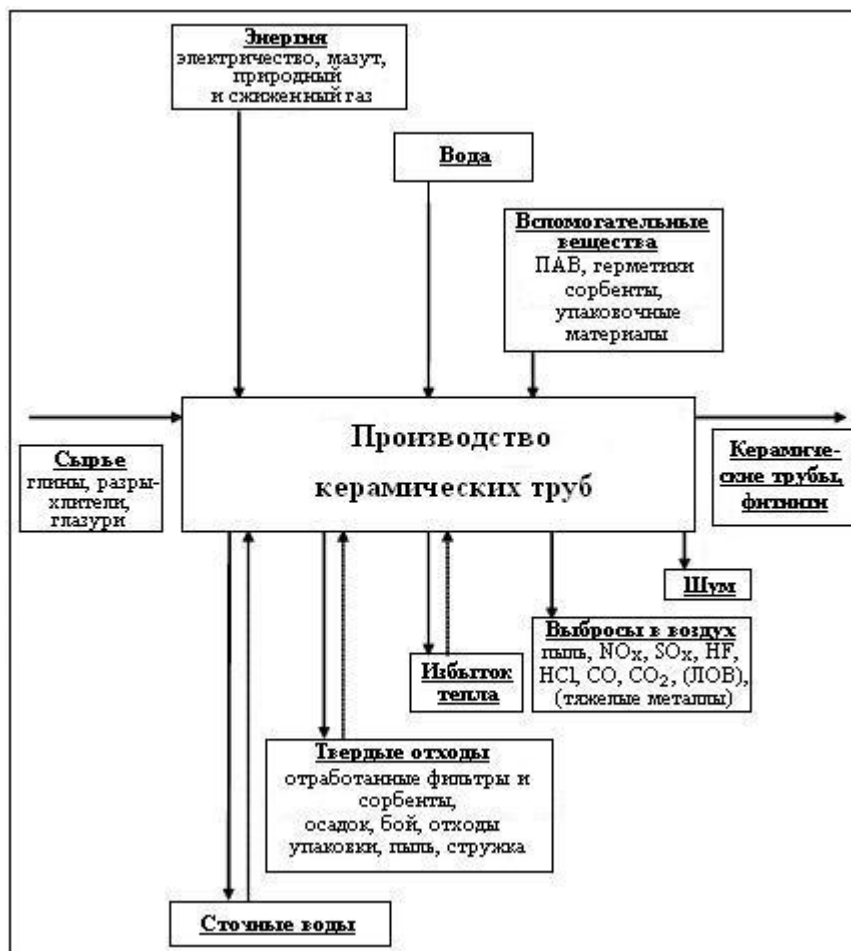 Энергия
электричество, мазут,
природный
и сжиженный газ
Вода
Вспомогательные
вещества
ПАВ, герметики
сорбенты,
упаковочные
материалы
Сырье
глины, разры-
хлители,
глазури
Производство
керамических труб
Керамиче-
ские трубы,
фитинги
Шум
Выбросы в воздух
пыль, NOx, SOx, HF,
HCl, CO, CO2, (ЛОВ),
(тяжелые металлы)
Избыток
тепла
Твердые отходы
отработанные фильтры и
сорбенты,
осадок, бой, отходы
упаковки, пыль, стружка
Сточные воды